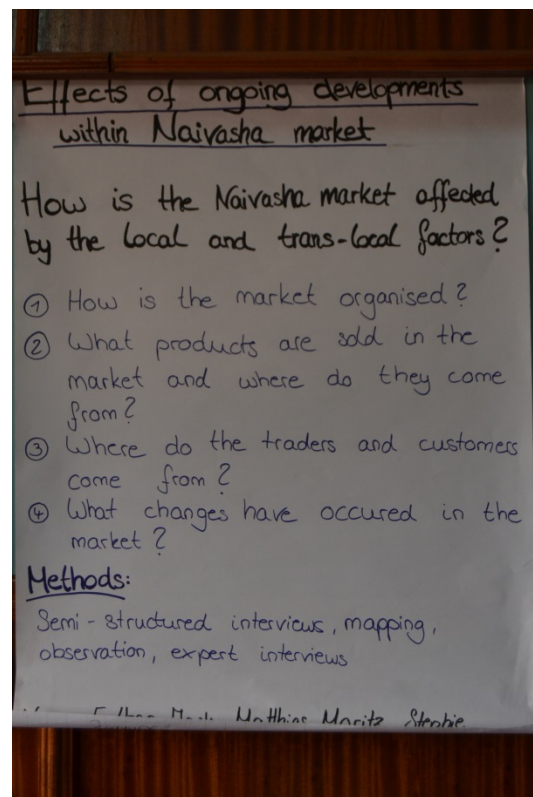 Effects of ongoing developments
within Naivasha market
How is the Naivasha market affected
by the local and trans-local factors?
① How is the market organised?
② What products are sold in the
market and where do they come
from?
③ Where do the traders and customers
come from?
④ What changes have occured in the
market?
Methods:
Semi-structured interviews, mapping,
observation, expert interviews
Matthias Moritz Stephie